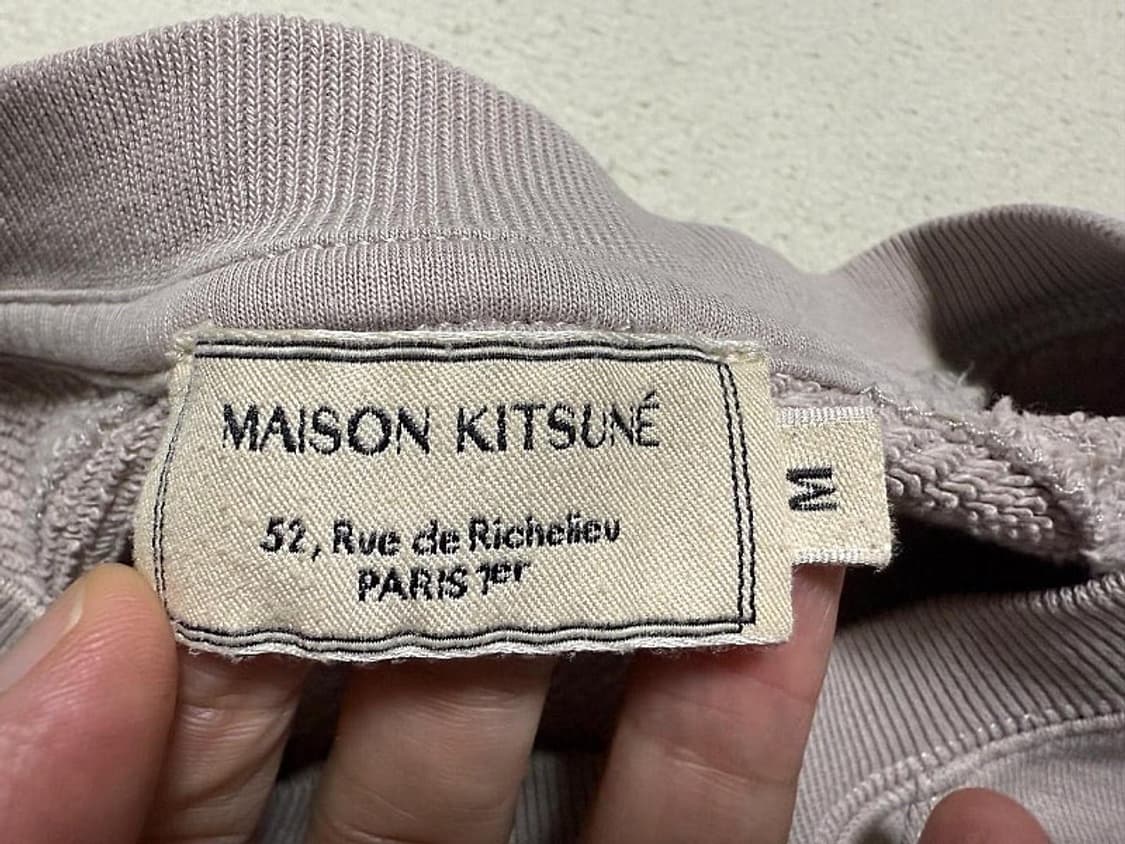 MAISON KITSUNÉ
52, Rue de Richelieu
PARIS 1er
M